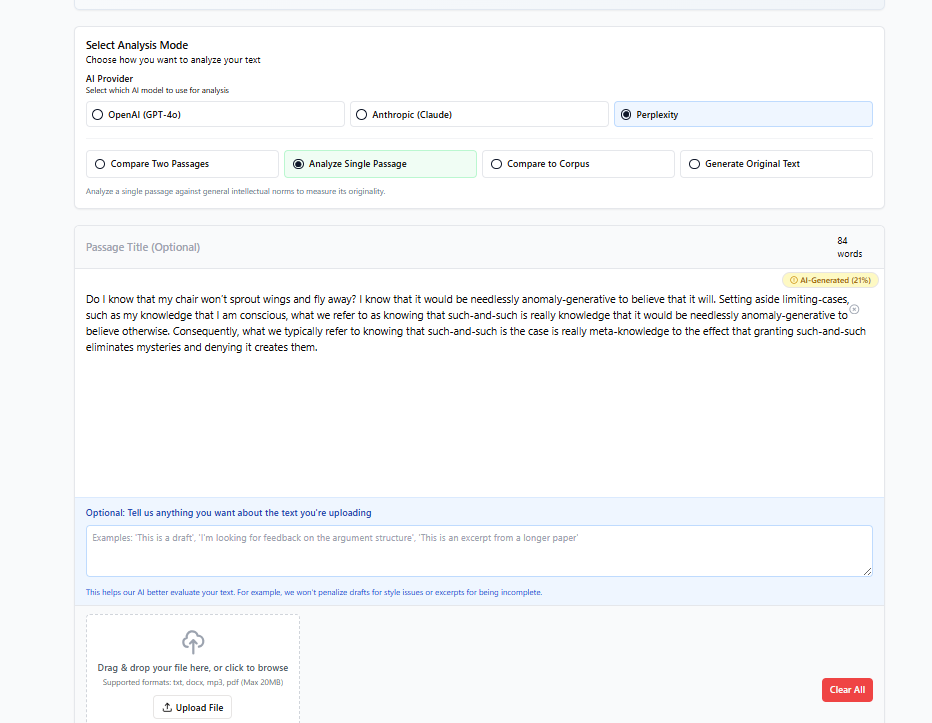 Select Analysis Mode
Choose how you want to analyze your text
AI Provider
Select which AI model to use for analysis
OpenAI (GPT-4o) Anthropic (Claude) Perplexity
Compare Two Passages Analyze Single Passage Compare to Corpus Generate Original Text
Analyze a single passage against general intellectual norms to measure its originality.
Passage Title (Optional) 84
words
AI-Generated (21%)
Do I know that my chair won't sprout wings and fly away? I know that it would be needlessly anomaly-generative to believe that it will. Setting aside limiting-cases,
such as my knowledge that I am conscious, what we refer to as knowing that such-and-such is really knowledge that it would be needlessly anomaly-generative to
believe otherwise. Consequently, what we typically refer to knowing that such-and-such is the case is really meta-knowledge to the effect that granting such-and-such
eliminates mysteries and denying it creates them.
Optional: Tell us anything you want about the text you're uploading
Examples: 'This is a draft', 'I'm looking for feedback on the argument structure', 'This is an excerpt from a longer paper'
This helps our AI better evaluate your text. For example, we won't penalize drafts for style issues or excerpts for being incomplete.
Drag & drop your file here, or click to browse
Supported formats: txt, docx, mp3, pdf (Max 20MB)
Upload File
Clear All